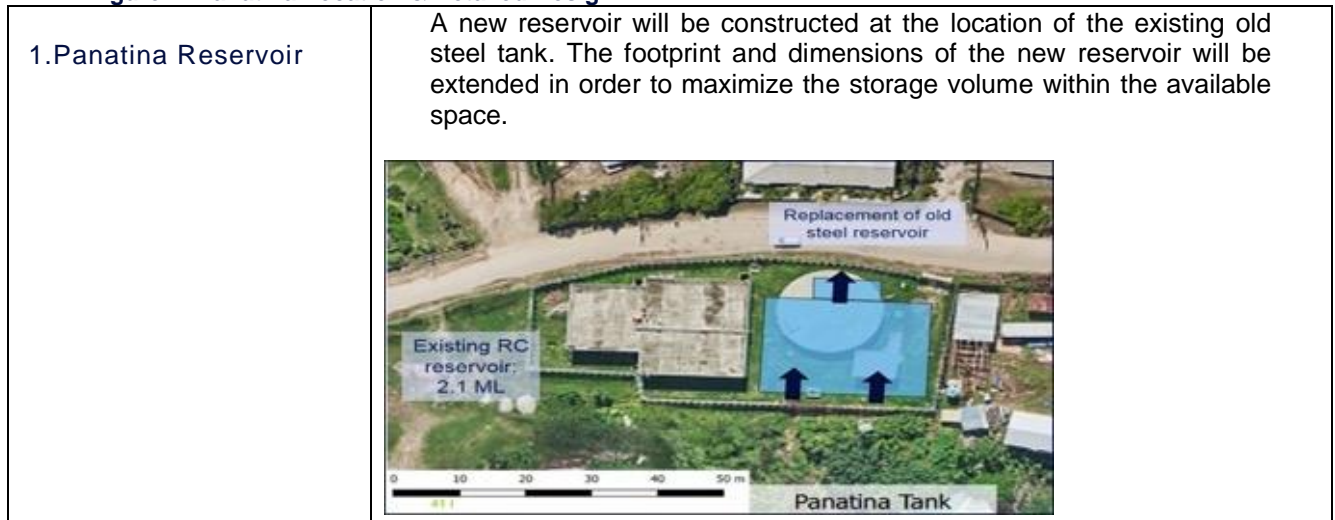 1.Panatina Reservoir
A new reservoir will be constructed at the location of the existing old
steel tank. The footprint and dimensions of the new reservoir will be
extended in order to maximize the storage volume within the available
space.
Replacement of old
steel reservoir
Existing RC
reservoir:
2.1 ML
0 10 20 30 40 50 m
Panatina Tank